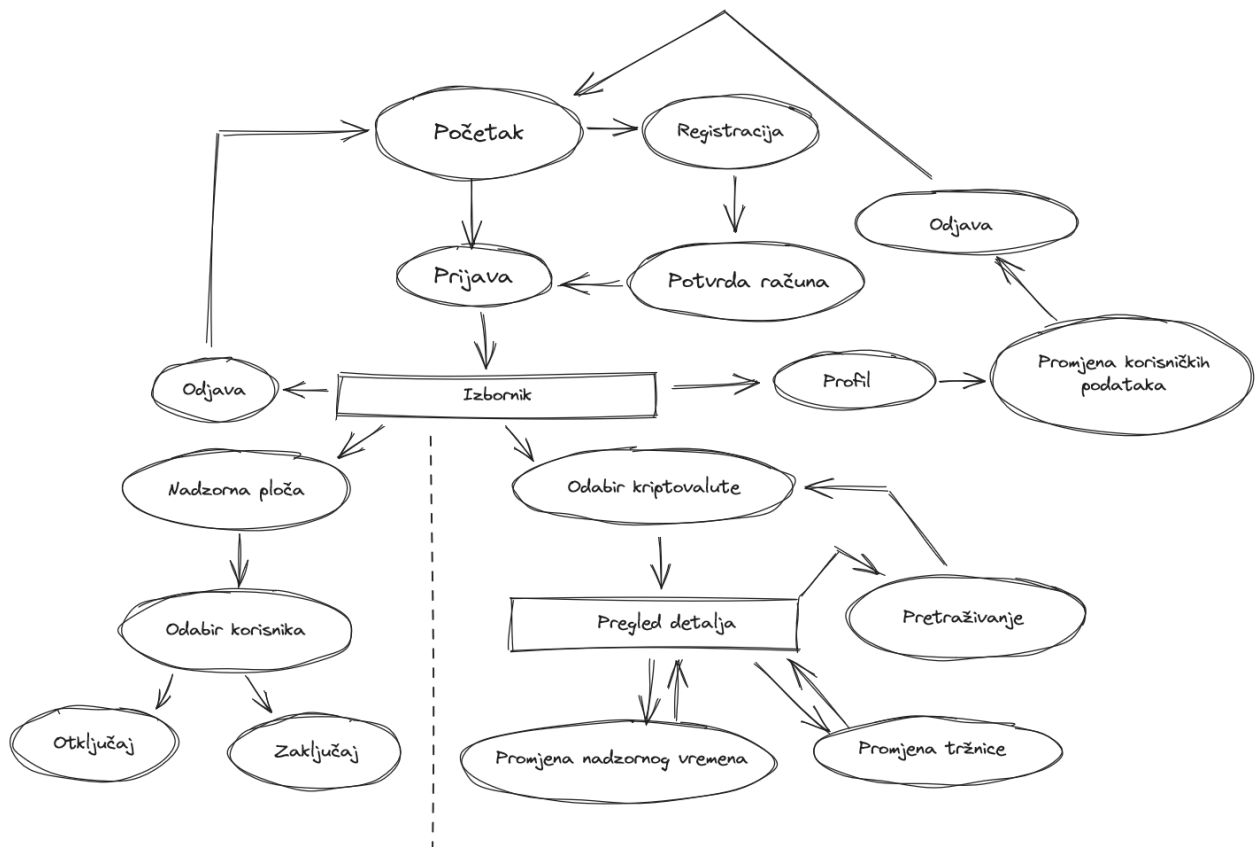 Početak
Registracija
Odjava
Prijava
Potvrda računa
Promjena korisničkih
podataka
Odjava
Izbornik
Profil
Nadzorna ploča
Odabir kriptovalute
Odabir korisnika
Pregled detalja
Pretraživanje
Otključaj
Zaključaj
Promjena nadzornog vremena
Promjena tržnice